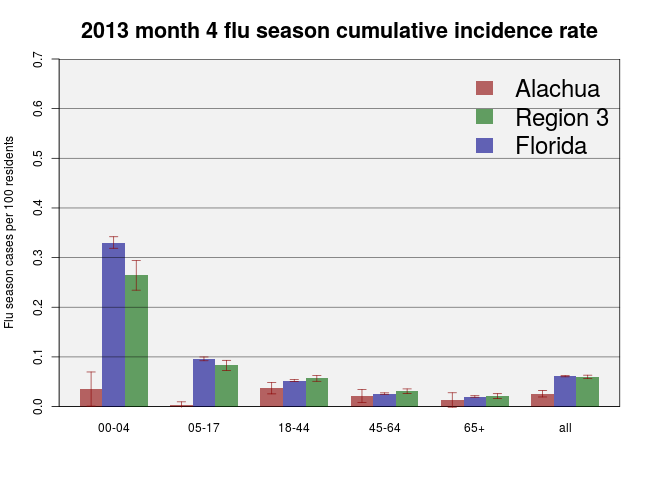 2013 month 4 flu season cumulative incidence rate
Flu season cases per 100 residents
0.7
0.6
0.5
0.4
0.3
0.2
0.1
0.0
Alachua
Region 3
Florida
00-04 05-17 18-44 45-64 65+ all